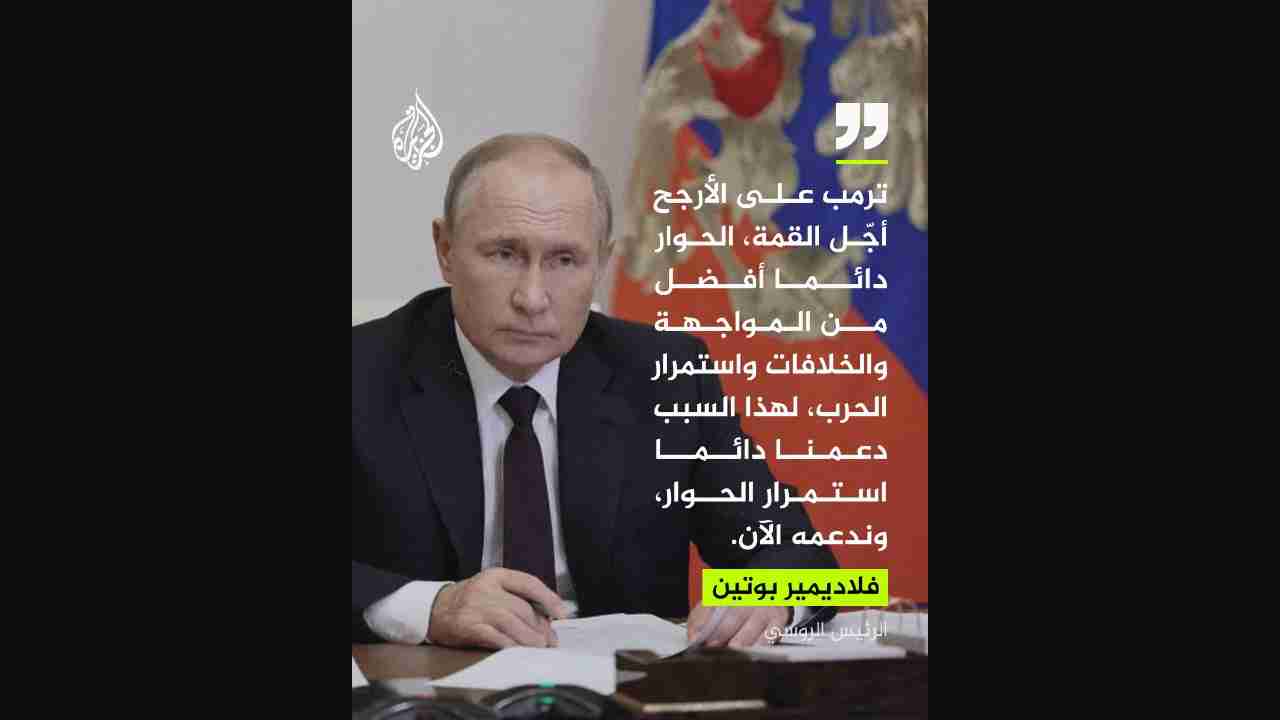 الجزيرة
ترمب على الأرجح
أجّل القمة، الحوار
دائما أفضل
من المواجهة
والخلافات واستمرار
الحرب، لهذا السبب
دعمنا دائما
استمرار الحوار،
وندعمه الآن.
فلاديمير بوتين
الرئيس الروسي